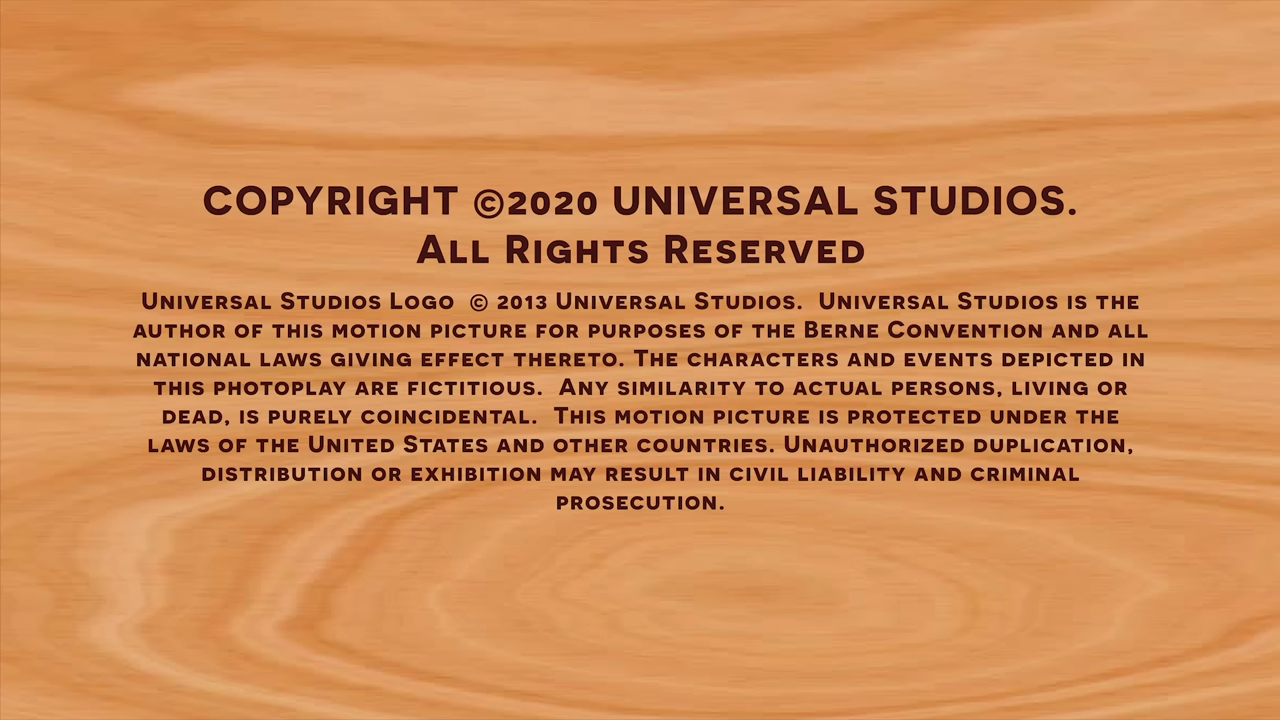 COPYRIGHT ©2020 UNIVERSAL STUDIOS.
ALL RIGHTS RESERVED
UNIVERSAL STUDIOS LOGO © 2013 UNIVERSAL STUDIOS. UNIVERSAL STUDIOS IS THE
AUTHOR OF THIS MOTION PICTURE FOR PURPOSES OF THE BERNE CONVENTION AND ALL
NATIONAL LAWS GIVING EFFECT THERETO. THE CHARACTERS AND EVENTS DEPICTED IN
THIS PHOTOPLAY ARE FICTITIOUS. ANY SIMILARITY TO ACTUAL PERSONS, LIVING OR
DEAD, IS PURELY COINCIDENTAL. THIS MOTION PICTURE IS PROTECTED UNDER THE
LAWS OF THE UNITED STATES AND OTHER COUNTRIES. UNAUTHORIZED DUPLICATION,
DISTRIBUTION OR EXHIBITION MAY RESULT IN CIVIL LIABILITY AND CRIMINAL
PROSECUTION.